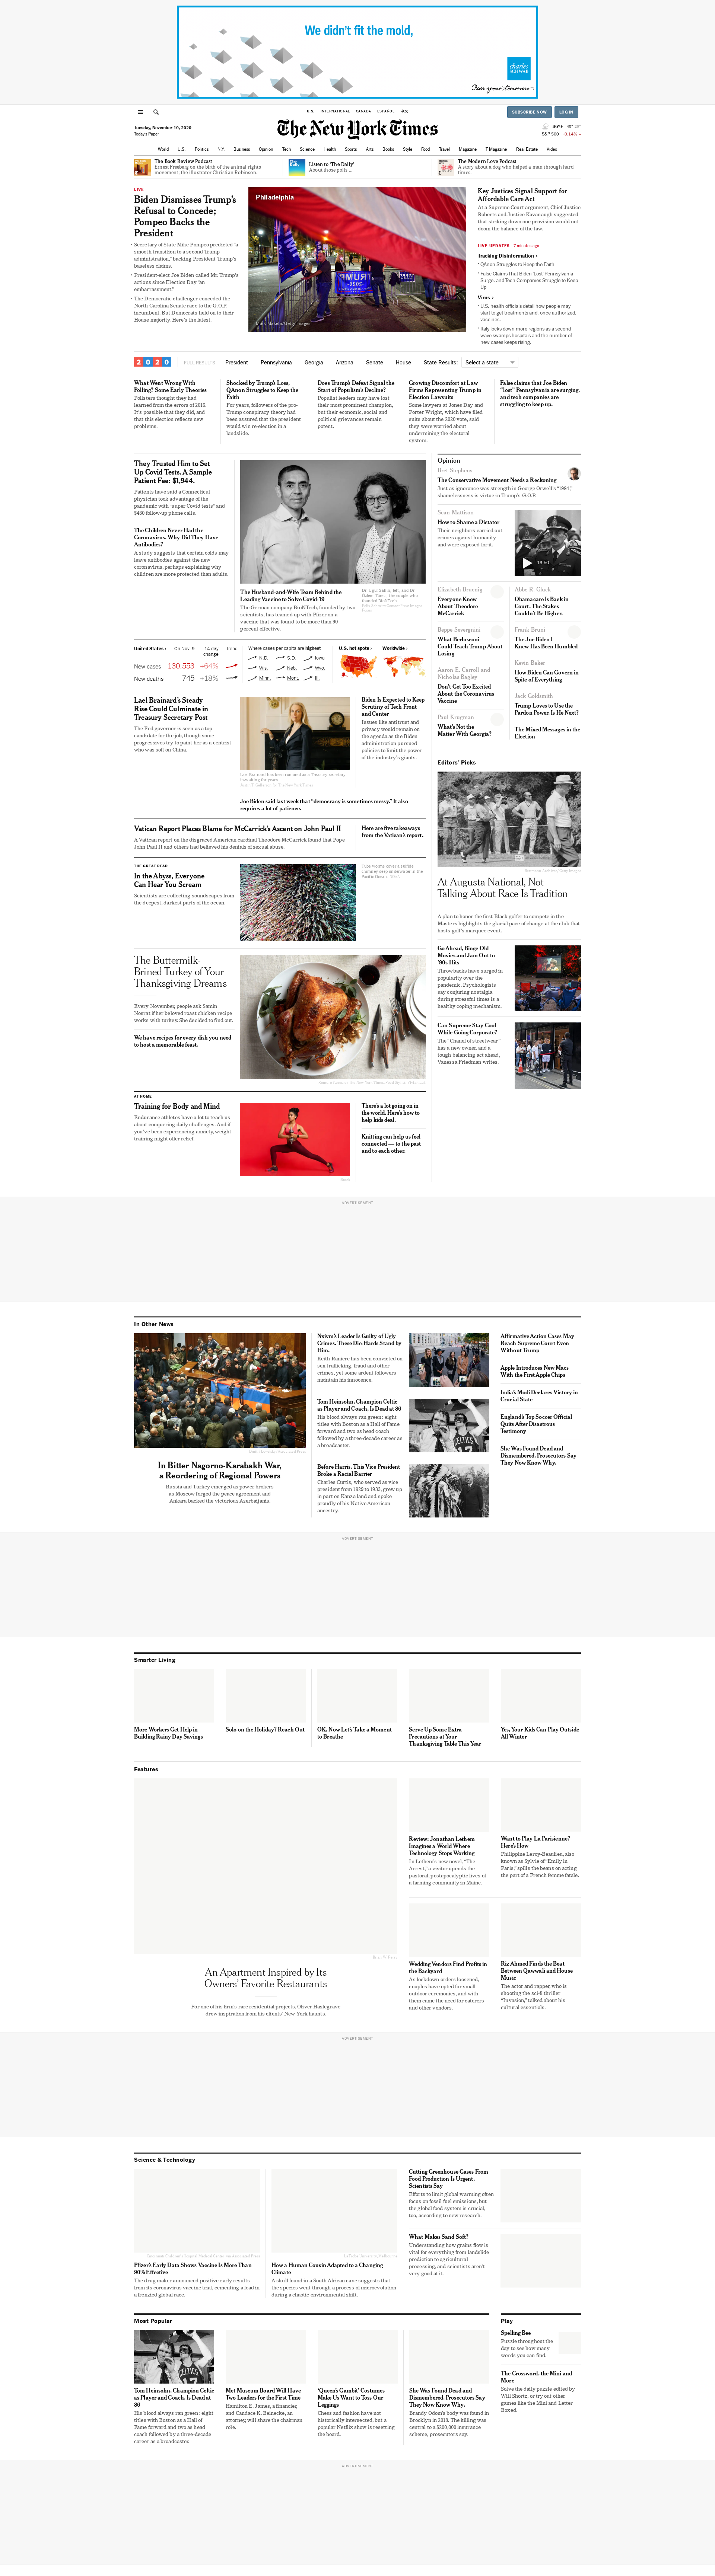 We didn't fit the mold,
charles
SCHWAB
Own your tomorrow
U.S.
INTERNATIONAL
CANADA
ESPAÑOL
中文
SUBSCRIBE NOW
LOG IN
Tuesday, November 10, 2020
Today's Paper
The New York Times
S&P 500
World
U.S.
Politics
N.Y.
Business
Opinion
Tech
Science
Health
Sports
Arts
Books
Style
Food
Travel
Magazine
T Magazine
Real Estate
Video
The Book Review Podcast
Ernest Freeberg on the birth of the animal rights
movement; the illustrator Christian Robinson.
Listen to 'The Daily'
About those polls ...
The Modern Love Podcast
A story about a dog who helped a man through hard
times.
LIVE
Biden Dismisses Trump's
Refusal to Concede;
Pompeo Backs the
President
Secretary of State Mike Pompeo predicted "a
smooth transition to a second Trump
administration," backing President Trump's
baseless claims.
President-elect Joe Biden called Mr. Trump's
actions since Election Day "an
embarrassment."
The Democratic challenger conceded the
North Carolina Senate race to the G.O.P.
incumbent. But Democrats held on to their
House majority. Here's the latest.
Philadelphia
Key Justices Signal Support for
Affordable Care Act
At a Supreme Court argument, Chief Justice
Roberts and Justice Kavanaugh suggested
that striking down one provision would not
doom the balance of the law.
LIVE UPDATES 7 minutes ago
Tracking Disinformation ›
QAnon Struggles to Keep the Faith
False Claims That Biden 'Lost' Pennsylvania
Surge, and Tech Companies Struggle to Keep
Up
Virus ›
U.S. health officials detail how people may
start to get treatments and, once authorized,
vaccines.
Italy locks down more regions as a second
wave swamps hospitals and the number of
new cases keeps rising.
2020
FULL RESULTS:
President
Pennsylvania
Georgia
Arizona
Senate
House
State Results:
Select a state
What Went Wrong With
Polling? Some Early Theories
Pollsters thought they had
learned from the errors of 2016.
It's possible that they did, and
that this election reflects new
problems.
Shocked by Trump's Loss,
QAnon Struggles to Keep the
Faith
For years, followers of the pro-
Trump conspiracy theory had
been assured that the president
would win re-election in a
landslide.
Does Trump's Defeat Signal the
Start of Populism's Decline?
Populist leaders may have lost
their most prominent champion,
but their economic, social and
political grievances remain
potent.
Growing Discomfort at Law
Firms Representing Trump in
Election Lawsuits
Some lawyers at Jones Day and
Porter Wright, which have filed
suits about the 2020 vote, said
they were worried about
undermining the electoral
system.
False claims that Joe Biden
"lost" Pennsylvania are surging,
and tech companies are
struggling to keep up.
They Trusted Him to Set
Up Covid Tests. A Sample
Patient Fee: $1,944.
Patients have said a Connecticut
physician took advantage of the
pandemic with "super Covid tests" and
$480 follow-up phone calls.
The Children Never Had the
Coronavirus. Why Did They Have
Antibodies?
A study suggests that certain colds may
leave antibodies against the new
coronavirus, perhaps explaining why
children are more protected than adults.
The Husband-and-Wife Team Behind the
Leading Vaccine to Solve Covid-19
The German company BioNTech, founded by two
scientists, has teamed up with Pfizer on a
vaccine that was found to be more than 90
percent effective.
Dr. Ugur Sahin, left, and Dr.
Özlem Türeci, the couple who
founded BioNTech.
United States ›
On Nov. 9
14-day
change
Trend
New cases 130,553 +64%
New deaths 745 +18%
Where cases per capita are highest
N.D.
S.D.
Iowa
Wis.
Neb.
Wyo.
Minn.
Mont.
Ill.
U.S. hot spots ›
Worldwide ›
Lael Brainard's Steady
Rise Could Culminate in
Treasury Secretary Post
The Fed governor is seen as a top
candidate for the job, though some
progressives try to paint her as a centrist
who was soft on China.
Lael Brainard has been rumored as a Treasury secretary-
in-waiting for years.
Biden Is Expected to Keep
Scrutiny of Tech Front
and Center
Issues like antitrust and
privacy would remain on
the agenda as the Biden
administration pursued
policies to limit the power
of the industry's giants.
Joe Biden said last week that "democracy is sometimes messy." It also
requires a lot of patience.
Vatican Report Places Blame for McCarrick's Ascent on John Paul II
A Vatican report on the disgraced American cardinal Theodore McCarrick found that Pope
John Paul II and others had believed his denials of sexual abuse.
Here are five takeaways
from the Vatican's report.
THE GREAT READ
In the Abyss, Everyone
Can Hear You Scream
Scientists are collecting soundscapes from
the deepest, darkest parts of the ocean.
Tube worms cover a sulfide
chimney deep underwater in the
Pacific Ocean.
The Buttermilk-
Brined Turkey of Your
Thanksgiving Dreams
Every November, people ask Samin
Nosrat if her beloved roast chicken recipe
works with turkey. She decided to find out.
We have recipes for every dish you need
to host a memorable feast.
AT HOME
Training for Body and Mind
Endurance athletes have a lot to teach us
about conquering daily challenges. And if
you've been experiencing anxiety, weight
training might offer relief.
There's a lot going on in
the world. Here's how to
help kids deal.
Knitting can help us feel
connected — to the past
and to each other.
Opinion
Bret Stephens
The Conservative Movement Needs a Reckoning
Just as ignorance was strength in George Orwell's "1984,"
shamelessness is virtue in Trump's G.O.P.
Sean Mattison
How to Shame a Dictator
Their neighbors carried out
crimes against humanity —
and were exposed for it.
13:50
Elizabeth Bruenig
Everyone Knew
About Theodore
McCarrick
Abbe R. Gluck
Obamacare Is Back in
Court. The Stakes
Couldn't Be Higher.
Beppe Severgnini
What Berlusconi
Could Teach Trump About
Losing
Frank Bruni
The Joe Biden I
Knew Has Been Humbled
Aaron E. Carroll and
Nicholas Bagley
Don't Get Too Excited
About the Coronavirus
Vaccine
Kevin Baker
How Biden Can Govern in
Spite of Everything
Jack Goldsmith
Trump Loves to Use the
Pardon Power. Is He Next?
Paul Krugman
What's Not the
Matter With Georgia?
The Mixed Messages in the
Election
Editors' Picks
At Augusta National, Not
Talking About Race Is Tradition
A plan to honor the first Black golfer to compete in the
Masters highlights the glacial pace of change at the club that
hosts golf's marquee event.
Go Ahead, Binge Old
Movies and Jam Out to
'90s Hits
Throwbacks have surged in
popularity over the
pandemic. Psychologists
say conjuring nostalgia
during stressful times is a
healthy coping mechanism.
Can Supreme Stay Cool
While Going Corporate?
The "Chanel of streetwear"
has a new owner, and a
tough balancing act ahead,
Vanessa Friedman writes.
ADVERTISEMENT
In Other News
In Bitter Nagorno-Karabakh War,
a Reordering of Regional Powers
Russia and Turkey emerged as power brokers
as Moscow forged the peace agreement and
Ankara backed the victorious Azerbaijanis.
Nxivm's Leader Is Guilty of Ugly
Crimes. These Die-Hards Stand by
Him.
Keith Raniere has been convicted on
sex trafficking, fraud and other
crimes, yet some ardent followers
maintain his innocence.
Tom Heinsohn, Champion Celtic
as Player and Coach, Is Dead at 86
His blood always ran green: eight
titles with Boston as a Hall of Fame
forward and two as head coach
followed by a three-decade career as
a broadcaster.
Before Harris, This Vice President
Broke a Racial Barrier
Charles Curtis, who served as vice
president from 1929 to 1933, grew up
in part on Kanza land and spoke
proudly of his Native American
ancestry.
Affirmative Action Cases May
Reach Supreme Court Even
Without Trump
Apple Introduces New Macs
With the First Apple Chips
India's Modi Declares Victory in
Crucial State
England's Top Soccer Official
Quits After Disastrous
Testimony
She Was Found Dead and
Dismembered. Prosecutors Say
They Now Know Why.
ADVERTISEMENT
Smarter Living
More Workers Get Help in
Building Rainy Day Savings
Solo on the Holiday? Reach Out
OK, Now Let's Take a Moment
to Breathe
Serve Up Some Extra
Precautions at Your
Thanksgiving Table This Year
Yes, Your Kids Can Play Outside
All Winter
Features
An Apartment Inspired by Its
Owners' Favorite Restaurants
For one of his firm's rare residential projects, Oliver Haslegrave
drew inspiration from his clients' New York haunts.
Review: Jonathan Lethem
Imagines a World Where
Technology Stops Working
In Lethem's new novel, "The
Arrest," a visitor upends the
pastoral, postapocalyptic lives of
a farming community in Maine.
Want to Play La Parisienne?
Here's How
Philippine Leroy-Beaulieu, also
known as Sylvie of "Emily in
Paris," spills the beans on acting
the part of a French femme fatale.
Wedding Vendors Find Profits in
the Backyard
As lockdown orders loosened,
couples have opted for small
outdoor ceremonies, and with
them came the need for caterers
and other vendors.
Riz Ahmed Finds the Beat
Between Qawwali and House
Music
The actor and rapper, who is
shooting the sci-fi thriller
"Invasion," talked about his
cultural essentials.
ADVERTISEMENT
Science & Technology
Pfizer's Early Data Shows Vaccine Is More Than
90% Effective
The drug maker announced positive early results
from its coronavirus vaccine trial, cementing a lead in
a frenzied global race.
How a Human Cousin Adapted to a Changing
Climate
A skull found in a South African cave suggests that
the species went through a process of microevolution
during a chaotic environmental shift.
Cutting Greenhouse Gases From
Food Production Is Urgent,
Scientists Say
Efforts to limit global warming often
focus on fossil fuel emissions, but
the global food system is crucial,
too, according to new research.
What Makes Sand Soft?
Understanding how grains flow is
vital for everything from landslide
prediction to agricultural
processing, and scientists aren't
very good at it.
Most Popular
Tom Heinsohn, Champion Celtic
as Player and Coach, Is Dead at
86
His blood always ran green: eight
titles with Boston as a Hall of
Fame forward and two as head
coach followed by a three-decade
career as a broadcaster.
Met Museum Board Will Have
Two Leaders for the First Time
Hamilton E. James, a financier,
and Candace K. Beinecke, an
attorney, will share the chairman
role.
'Queen's Gambit' Costumes
Make Us Want to Toss Our
Leggings
Chess and fashion have not
historically intersected, but a
popular Netflix show is resetting
the board.
She Was Found Dead and
Dismembered. Prosecutors Say
They Now Know Why.
Brandy Odom's body was found in
Brooklyn in 2018. The killing was
central to a $200,000 insurance
scheme, prosecutors say.
Play
Spelling Bee
Puzzle throughout the
day to see how many
words you can find.
The Crossword, the Mini and
More
Solve the daily puzzle edited by
Will Shortz, or try out other
games like the Mini and Letter
Boxed.
ADVERTISEMENT